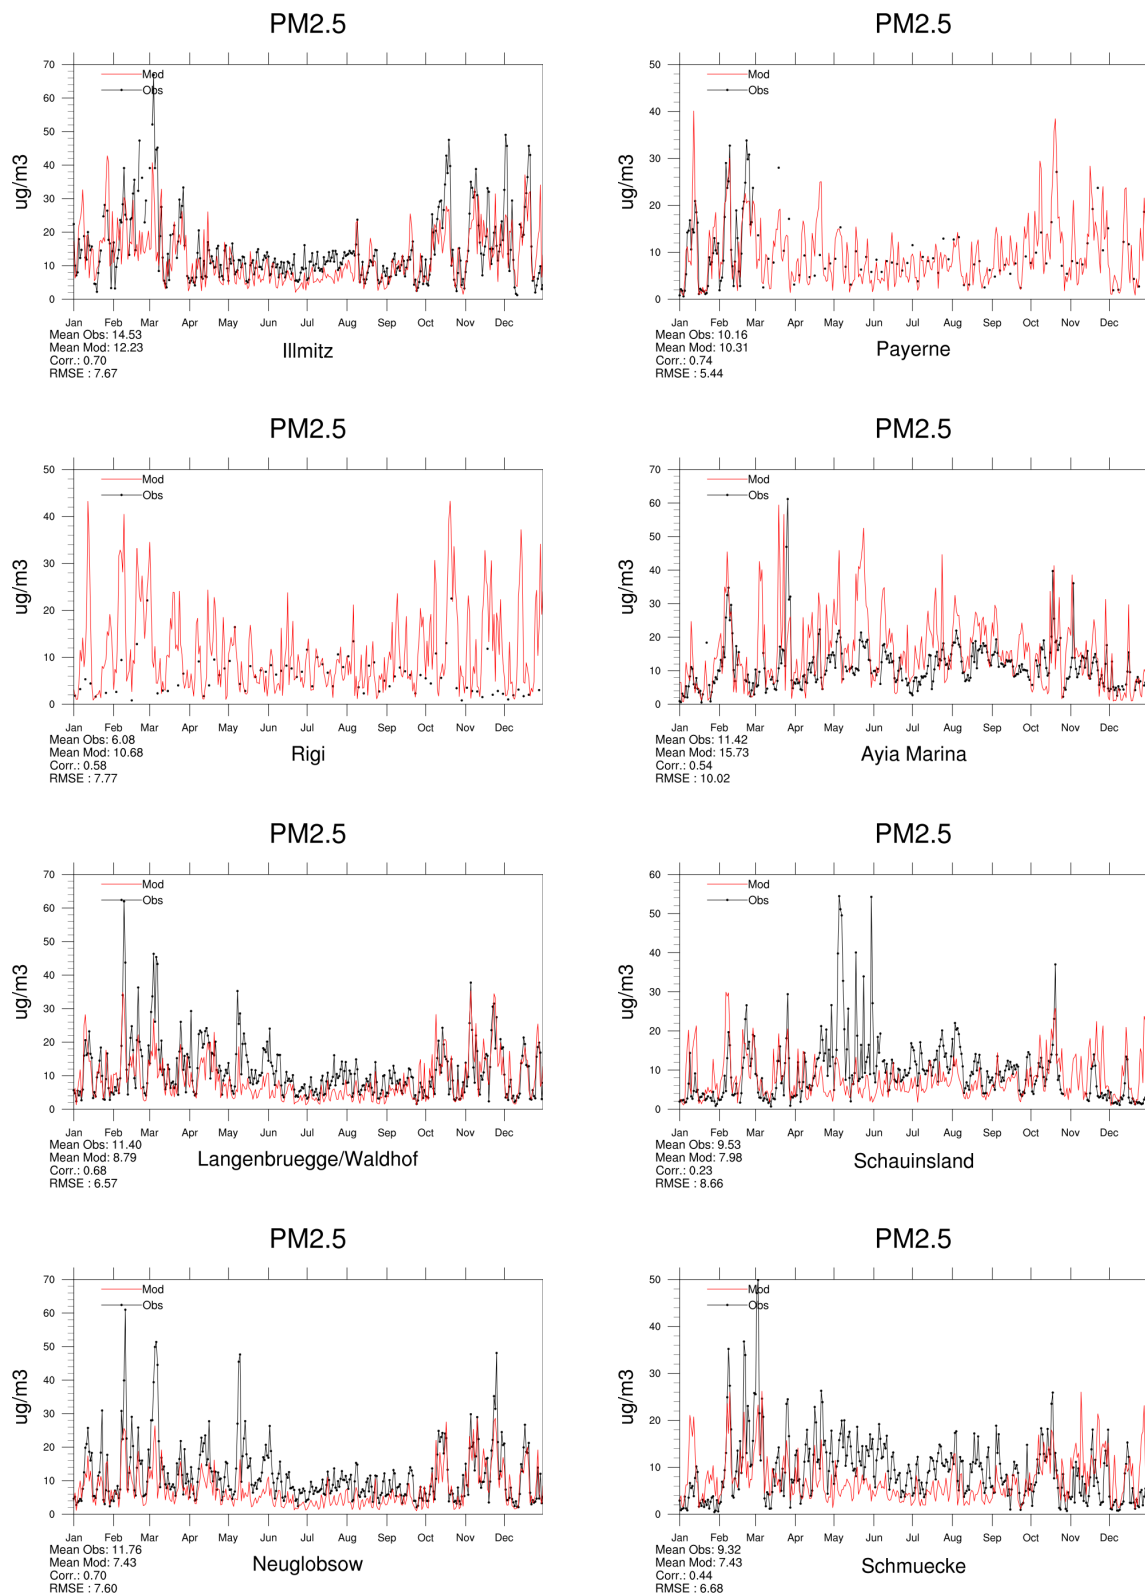 PM2.5
70
60
50
40
30
20
10
0
ug/m3
Mod
Obs
Jan Feb Mar Apr May Jun Jul Aug Sep Oct Nov Dec
Mean Obs: 14.53
Mean Mod: 12.23
Corr.: 0.70
RMSE : 7.67
Illmitz
PM2.5
50
40
30
20
10
0
ug/m3
Mod
Obs
Jan Feb Mar Apr May Jun Jul Aug Sep Oct Nov Dec
Mean Obs: 10.16
Mean Mod: 10.31
Corr.: 0.74
RMSE : 5.44
Payerne
PM2.5
50
40
30
20
10
0
ug/m3
Mod
Obs
Jan Feb Mar Apr May Jun Jul Aug Sep Oct Nov Dec
Mean Obs: 6.08
Mean Mod: 10.68
Corr.: 0.58
RMSE : 7.77
Rigi
PM2.5
70
60
50
40
30
20
10
0
ug/m3
Mod
Obs
Jan Feb Mar Apr May Jun Jul Aug Sep Oct Nov Dec
Mean Obs: 11.42
Mean Mod: 15.73
Corr.: 0.54
RMSE : 10.02
Ayia Marina
PM2.5
70
60
50
40
30
20
10
0
ug/m3
Mod
Obs
Jan Feb Mar Apr May Jun Jul Aug Sep Oct Nov Dec
Mean Obs: 11.40
Mean Mod: 8.79
Corr.: 0.68
RMSE : 6.57
Langenbruegge/Waldhof
PM2.5
60
50
40
30
20
10
0
ug/m3
Mod
Obs
Jan Feb Mar Apr May Jun Jul Aug Sep Oct Nov Dec
Mean Obs: 9.53
Mean Mod: 7.98
Corr.: 0.23
RMSE : 8.66
Schauinsland
PM2.5
70
60
50
40
30
20
10
0
ug/m3
Mod
Obs
Jan Feb Mar Apr May Jun Jul Aug Sep Oct Nov Dec
Mean Obs: 11.76
Mean Mod: 7.43
Corr.: 0.70
RMSE : 7.60
Neuglobsow
PM2.5
50
40
30
20
10
0
ug/m3
Mod
Obs
Jan Feb Mar Apr May Jun Jul Aug Sep Oct Nov Dec
Mean Obs: 9.32
Mean Mod: 7.43
Corr.: 0.44
RMSE : 6.68
Schmuecke